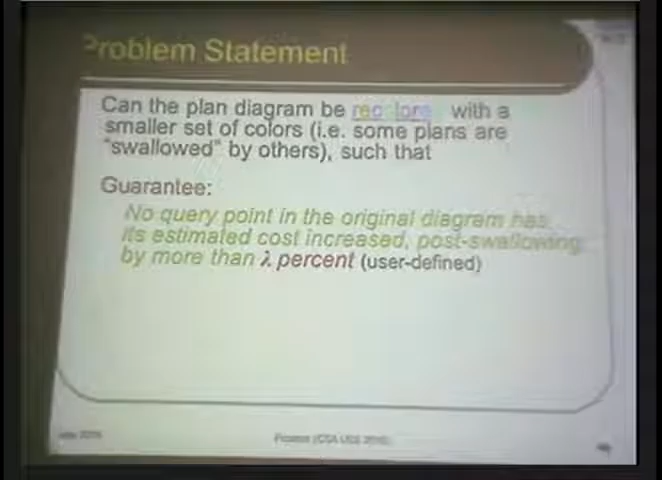 Problem Statement
Can the plan diagram be with a
smaller set of colors (i.e. some plans are
"swallowed" by others), such that
Guarantee:
No query point in the original diagram has
its estimated cost increased, post-swallowing
by more than λ percent (user-defined)